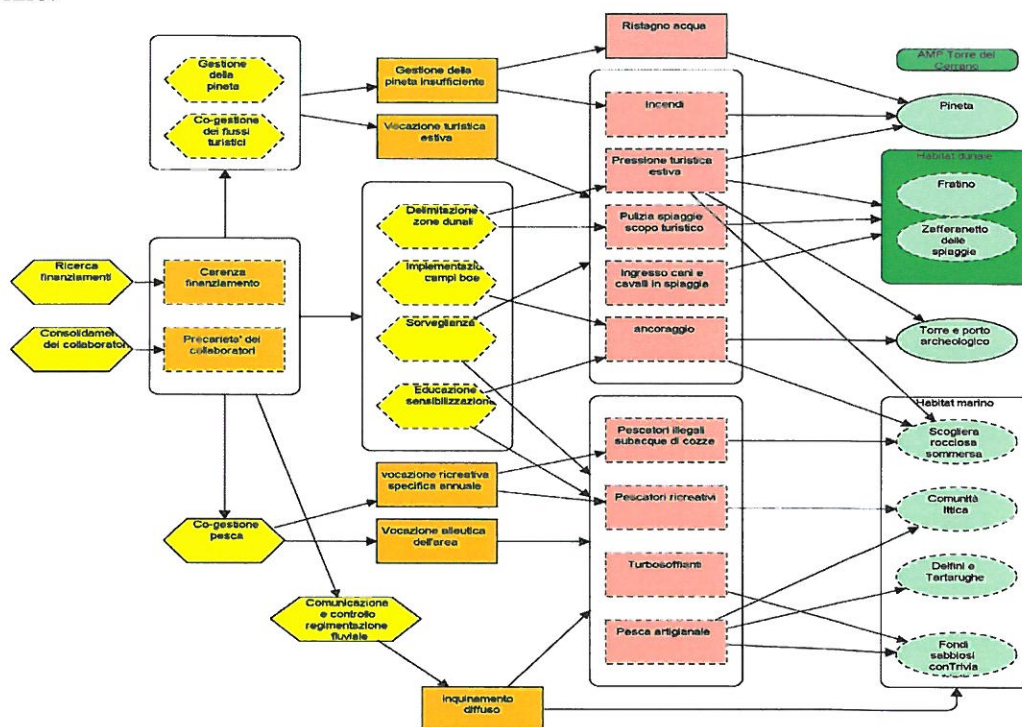 Ristagno acqua
AMP Torre del
Cerrano
Gestione
della
pineta
Gestione della
pineta insufficiente
Incendi
Pineta
Co-gestione
dei flussi
turistici
Vocazione turistica
estiva
Pressione turistica
estiva
Habitat dunale
Fratino
Delimitazione
zone dunali
Pulizia spiaggie
scopo turistico
Zafferanetto
delle
spiaggie
Ricerca
finanziamenti
Carenza
finanziamento
Implementazio
campi boe
Ingresso cani e
cavalli in spiaggia
Consolidame
dei collaborator
Precarieta' dei
collaboratori
Sorveglianza
ancoraggio
Torre e porto
archeologico
Educazione
sensibilizzazione
Habitat marino
Pescatori illegali
subacque di cozze
Scogliera
rocciosa
sommersa
vocazione ricreativa
specifica annuale
Pescatori ricreativi
Comunità
ittica
Co-gestione
pesca
Vocazione alieutica
dell'area
Turbosoffianti
Delfini e
Tartarughe
Comunicazione
e controllo
regimentazione
fluviale
Pesca artigianale
Fondi
sabbiosi
conTrivia
Inquinamento
diffuso